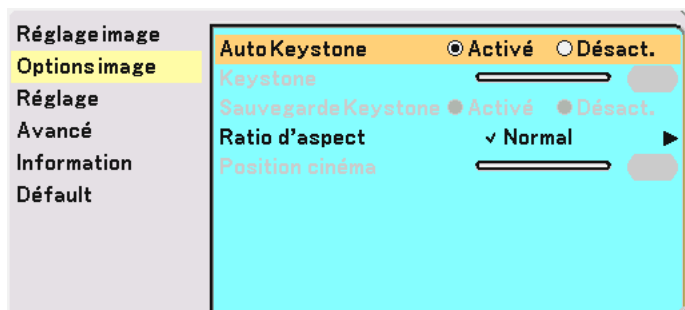 Réglage image
Options image
Réglage
Avancé
Information
Défault
Auto Keystone Activé Désact.
Keystone
Sauvegarde Keystone Activé Désact.
Ratio d'aspect ✓ Normal ▶
Position cinéma